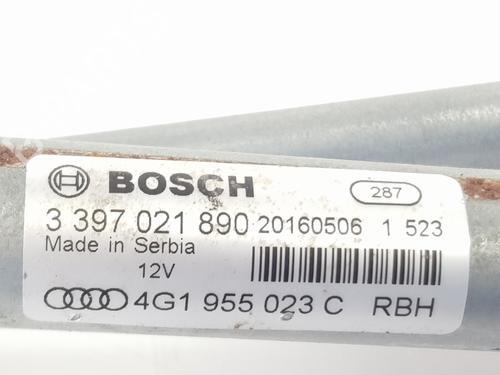 BOSCH 287
3 397 021 890 20160506 1 523
Made in Serbia
12V
4G1 955 023 C RBH